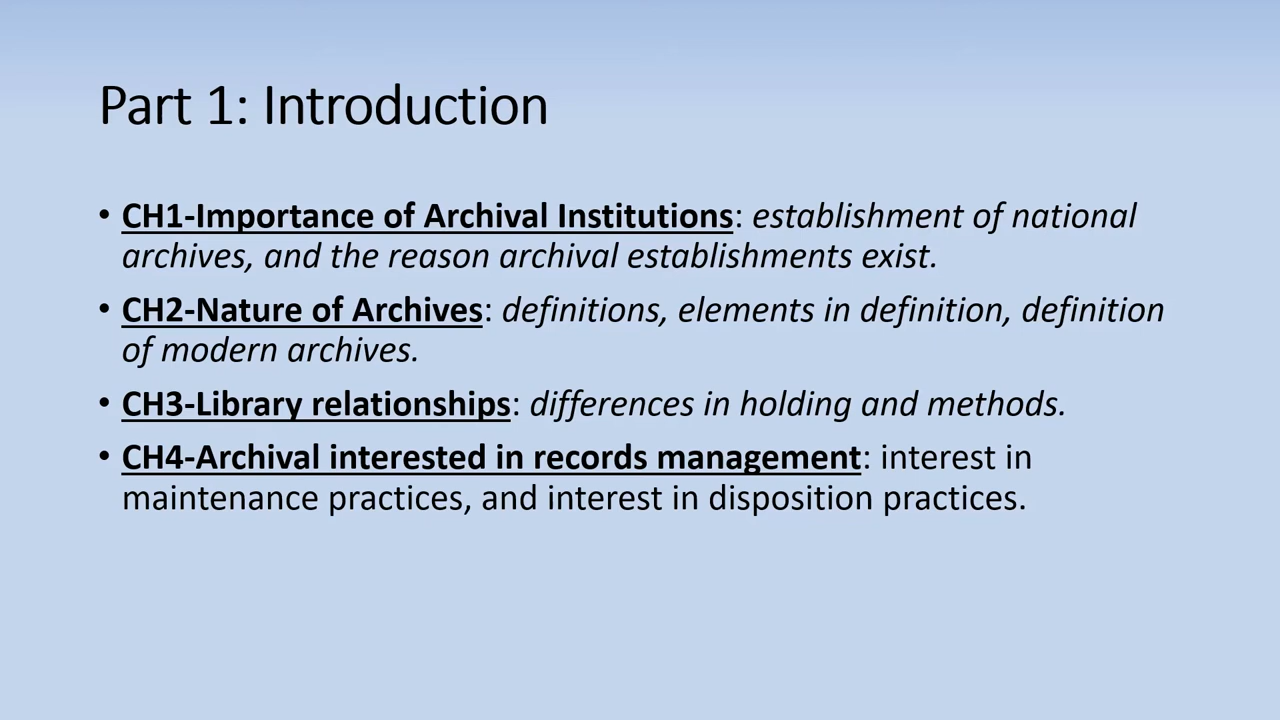 Part 1: Introduction
• CH1-Importance of Archival Institutions: establishment of national
archives, and the reason archival establishments exist.
• CH2-Nature of Archives: definitions, elements in definition, definition
of modern archives.
• CH3-Library relationships: differences in holding and methods.
• CH4-Archival interested in records management: interest in
maintenance practices, and interest in disposition practices.